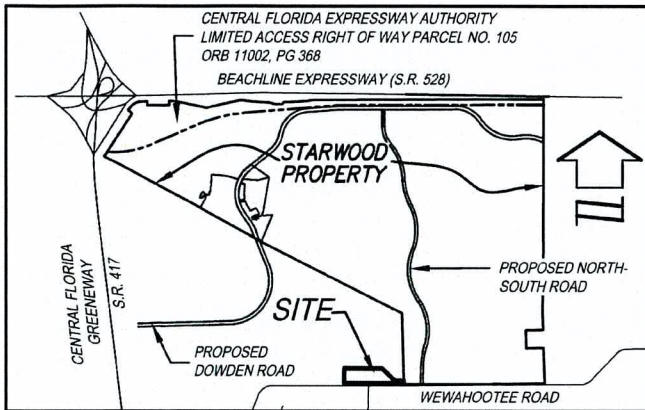 CENTRAL FLORIDA EXPRESSWAY AUTHORITY
LIMITED ACCESS RIGHT OF WAY PARCEL NO. 105
ORB 11002, PG 368
BEACHLINE EXPRESSWAY (S.R. 528)
STARWOOD
PROPERTY
CENTRAL FLORIDA
GREENEWAY
S.R. 417
PROPOSED NORTH-
SOUTH ROAD
SITE
PROPOSED
DOWDEN ROAD
WEWAHOOTEE ROAD